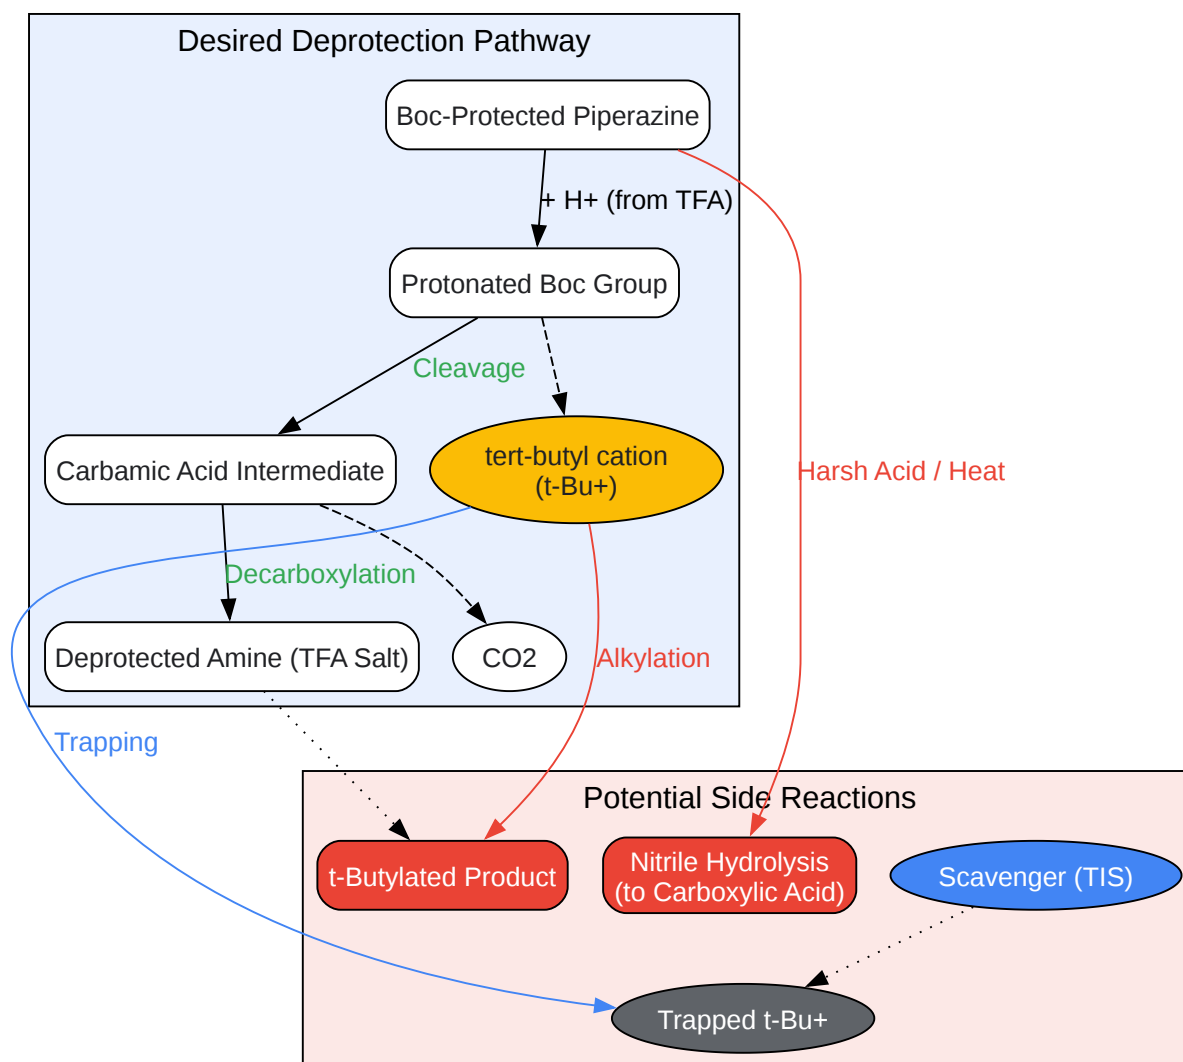 Desired Deprotection Pathway
Boc-Protected Piperazine
+ H+ (from TFA)
Protonated Boc Group
Cleavage
Carbamic Acid Intermediate
tert-butyl cation
(t-Bu+)
Harsh Acid / Heat
Decarboxylation
Deprotected Amine (TFA Salt)
CO2
Alkylation
Trapping
Potential Side Reactions
t-Butylated Product
Nitrile Hydrolysis
(to Carboxylic Acid)
Scavenger (TIS)
Trapped t-Bu+